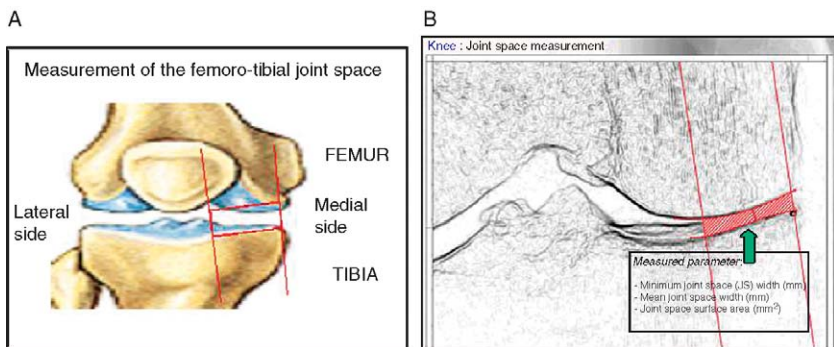 A
Measurement of the femoro-tibial joint space
FEMUR
Lateral
side
Medial
side
TIBIA
B
Knee : Joint space measurement
Measured parameter:
- Minimum joint space (JS) width (mm)
- Mean joint space width (mm)
- Joint space surface area (mm²)